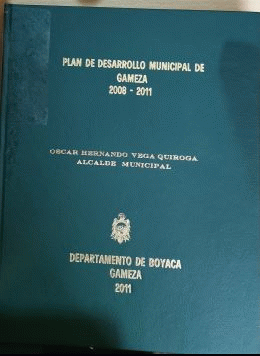 PLAN DE DESARROLLO MUNICIPAL DE
GAMEZA
2008 - 2011
OSCAR HERNANDO VEGA QUIROGA
ALCALDE MUNICIPAL
DEPARTAMENTO DE BOYACA
GAMEZA
2011